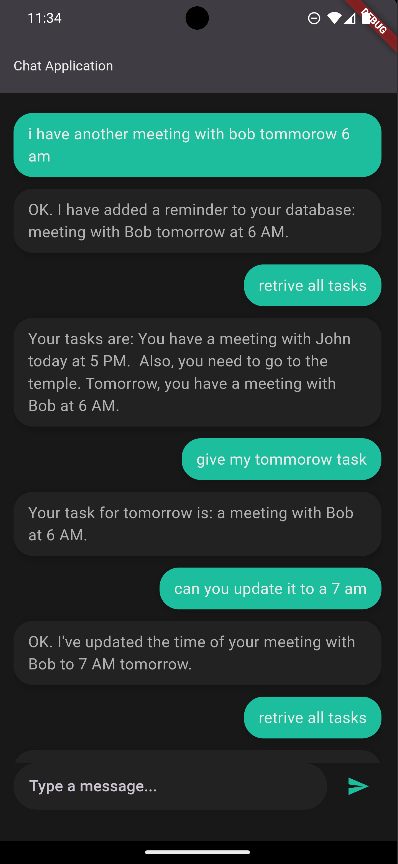 11:34
DEBUG
Chat Application
i have another meeting with bob tommorow 6
am
OK. I have added a reminder to your database:
meeting with Bob tomorrow at 6 AM.
retrive all tasks
Your tasks are: You have a meeting with John
today at 5 PM.  Also, you need to go to the
temple. Tomorrow, you have a meeting with
Bob at 6 AM.
give my tommorow task
Your task for tomorrow is: a meeting with Bob
at 6 AM.
can you update it to a 7 am
OK. I've updated the time of your meeting with
Bob to 7 AM tomorrow.
retrive all tasks
Type a message...